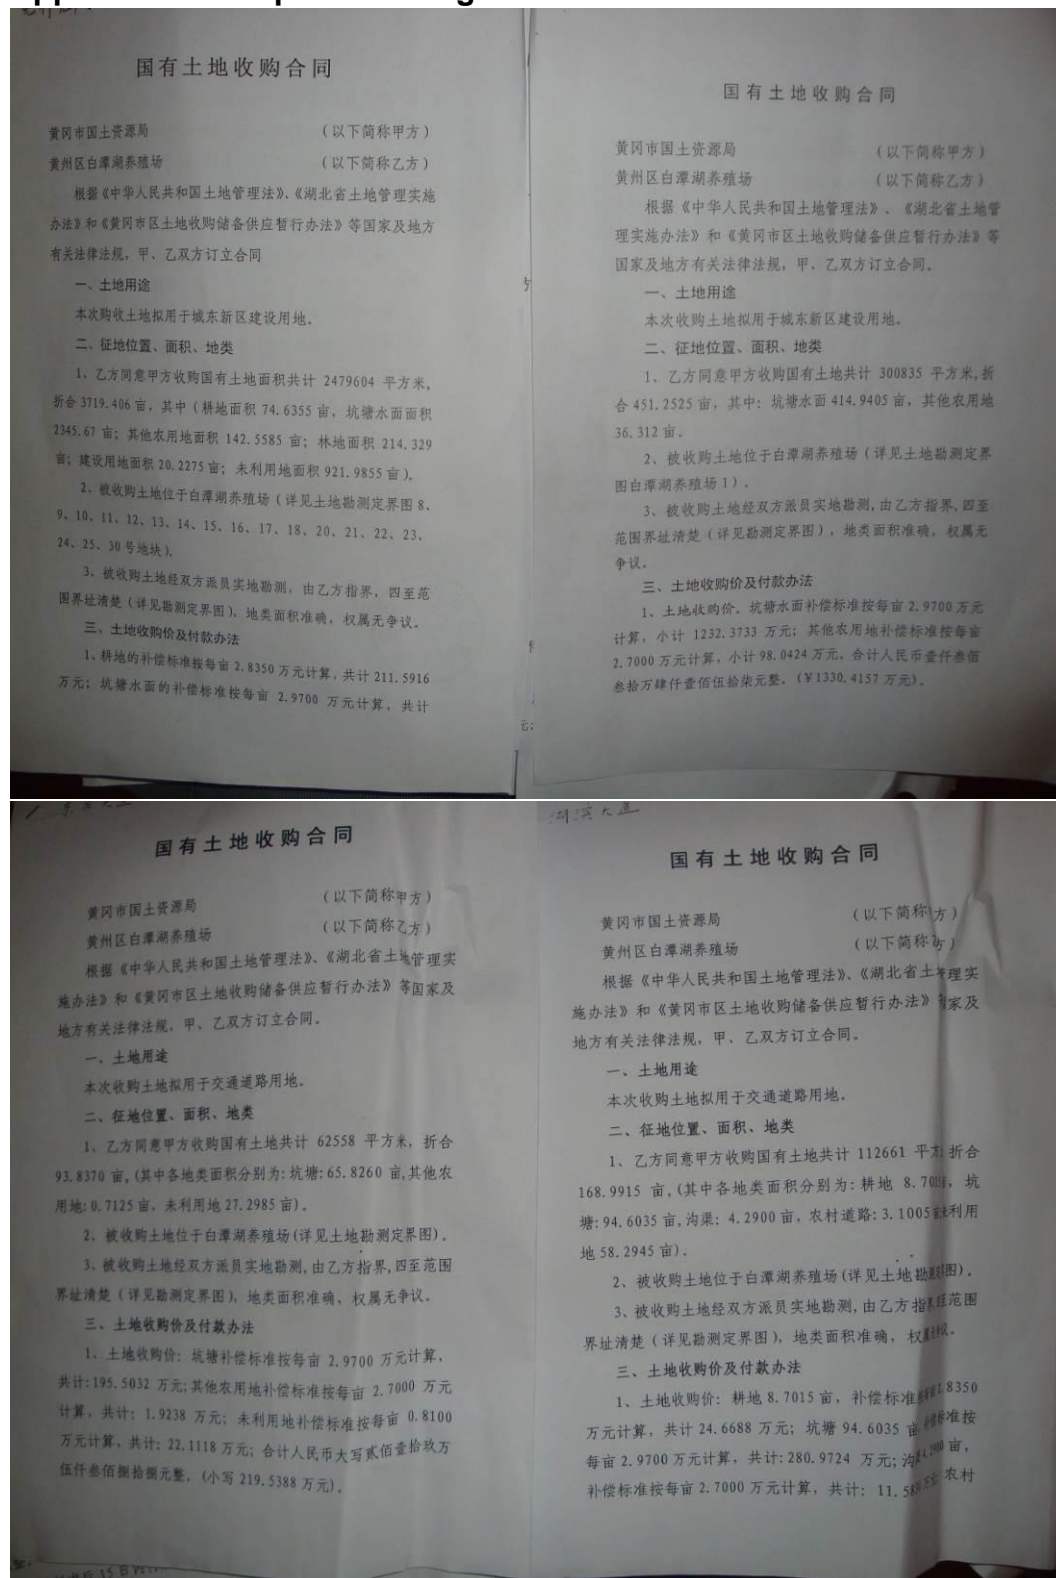 国有土地收购合同
黄冈市国土资源局 (以下简称甲方)
黄州区白潭湖养殖场 (以下简称乙方)
根据《中华人民共和国土地管理法》、《湖北省土地管理实施
办法》和《黄冈市区土地收购储备供应暂行办法》等国家及地方
有关法律法规，甲、乙双方订立合同
一、土地用途
本次购收土地拟用于城东新区建设用地。
二、征地位置、面积、地类
1、乙方同意甲方收购国有土地面积共计 2479604 平方米，
折合 3719.406 亩，其中（耕地面积 74.6355 亩，坑塘水面面积
2345.67 亩；其他农用地面积 142.5585 亩；林地面积 214.329
亩；建设用地面积 20.2275 亩；未利用地面积 921.9855 亩）。
2、被收购土地位于白潭湖养殖场（详见土地勘测定界图 8、
9、10、11、12、13、14、15、16、17、18、20、21、22、23、
24、25、30 号地块）。
3、被收购土地经双方派员实地勘测，由乙方指界，四至范
围界址清楚（详见勘测定界图），地类面积准确，权属无争议。
三、土地收购价及付款办法
1、耕地的补偿标准按每亩 2.8350 万元计算，共计 211.5916
万元；坑塘水面的补偿标准按每亩 2.9700 万元计算，共计
国有土地收购合同
黄冈市国土资源局 (以下简称甲方)
黄州区白潭湖养殖场 (以下简称乙方)
根据《中华人民共和国土地管理法》、《湖北省土地管
理实施办法》和《黄冈市区土地收购储备供应暂行办法》等
国家及地方有关法律法规，甲、乙双方订立合同。
一、土地用途
本次收购土地拟用于城东新区建设用地。
二、征地位置、面积、地类
1、乙方同意甲方收购国有土地共计 300835 平方米,折
合 451.2525 亩，其中：坑塘水面 414.9405 亩，其他农用地
36.312 亩。
2、被收购土地位于白潭湖养殖场（详见土地勘测定界
图白潭湖养殖场 1）。
3、被收购土地经双方派员实地勘测,由乙方指界,四至
范围界址清楚（详见勘测定界图），地类面积准确，权属无
争议。
三、土地收购价及付款办法
1、土地收购价。坑塘水面补偿标准按每亩 2.9700 万元
计算，小计 1232.3733 万元；其他农用地补偿标准按每亩
2.7000 万元计算，小计 98.0424 万元。合计人民币壹仟叁佰
叁拾万肆仟壹佰伍拾柒元整。(￥1330.4157 万元)。
国有土地收购合同
黄冈市国土资源局 (以下简称甲方)
黄州区白潭湖养殖场 (以下简称乙方)
根据《中华人民共和国土地管理法》、《湖北省土地管理实
施办法》和《黄冈市区土地收购储备供应暂行办法》等国家及
地方有关法律法规，甲、乙双方订立合同。
一、土地用途
本次收购土地拟用于交通道路用地。
二、征地位置、面积、地类
1、乙方同意甲方收购国有土地共计 62558 平方米，折合
93.8370 亩,(其中各地类面积分别为:坑塘:65.8260 亩,其他农
用地:0.7125 亩，未利用地 27.2985 亩)。
2、被收购土地位于白潭湖养殖场(详见土地勘测定界图)。
3、被收购土地经双方派员实地勘测,由乙方指界,四至范围
界址清楚（详见勘测定界图)，地类面积准确，权属无争议。
三、土地收购价及付款办法
1、土地收购价：坑塘补偿标准按每亩 2.9700 万元计算，
共计:195.5032 万元;其他农用地补偿标准按每亩 2.7000 万元
计算，共计：1.9238 万元；未利用地补偿标准按每亩 0.8100
万元计算，共计：22.1118 万元；合计人民币大写贰佰壹拾玖万
伍仟叁佰捌拾捌元整。(小写 219.5388 万元)。
湖滨大道
国有土地收购合同
黄冈市国土资源局 (以下简称 方)
黄州区白潭湖养殖场 (以下简称 方)
根据《中华人民共和国土地管理法》、《湖北省土 管理实
施办法》和《黄冈市区土地收购储备供应暂行办法》 国家及
地方有关法律法规，甲、乙双方订立合同。
一、土地用途
本次收购土地拟用于交通道路用地。
二、征地位置、面积、地类
1、乙方同意甲方收购国有土地共计 112661 平方 折合
168.9915 亩,(其中各地类面积分别为:耕地 8.70 ，坑
塘:94.6035 亩,沟渠：4.2900 亩，农村道路:3.1005 未利用
地 58.2945 亩)。
2、被收购土地位于白潭湖养殖场(详见土地勘 图)。
3、被收购土地经双方派员实地勘测,由乙方指 范围
界址清楚（详见勘测定界图)，地类面积准确，权 。
三、土地收购价及付款办法
1、土地收购价：耕地 8.7015 亩，补偿标准 .8350
万元计算，共计 24.6688 万元；坑塘 94.6035 亩 准按
每亩 2.9700 万元计算，共计:280.9724 万元;沟 亩，
补偿标准按每亩 2.7000 万元计算，共计：11.58 农村